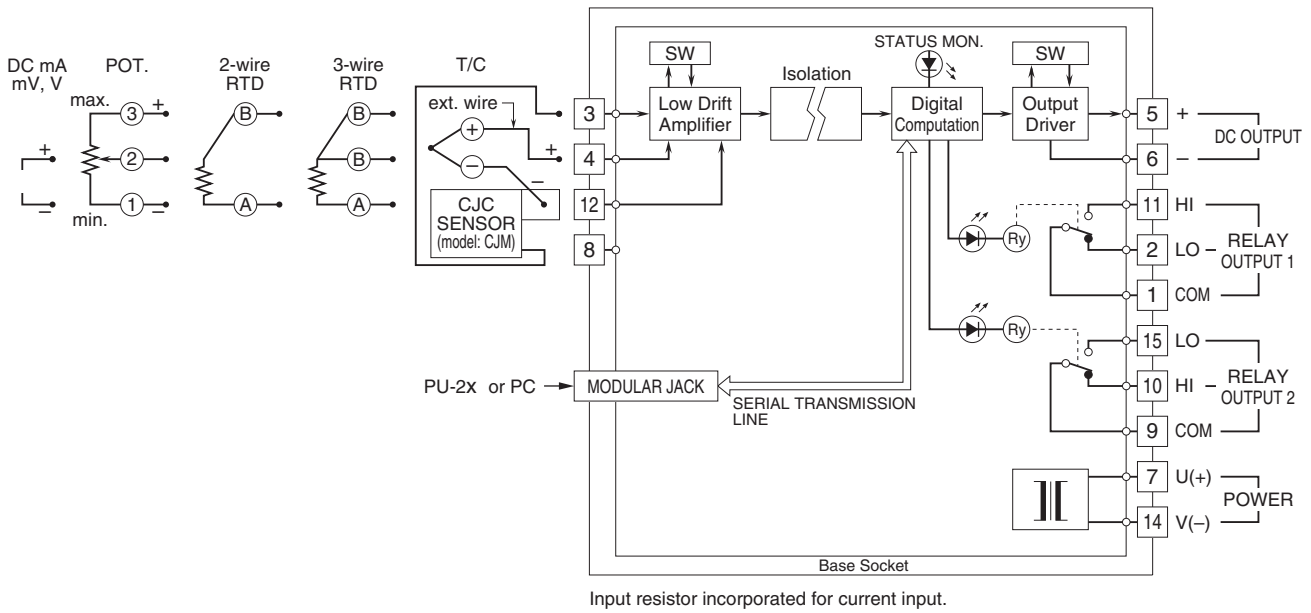 DC mA
mV, V
+
–
POT.
max.
3 +
2
1 –
min.
2-wire
RTD
B
A
3-wire
RTD
B
B
A
T/C
ext. wire
+
–
+
–
CJC
SENSOR
(model: CJM)
3
4
12
8
SW
Low Drift
Amplifier
Isolation
STATUS MON.
Digital
Computation
SW
Output
Driver
5 +
6 –
DC OUTPUT
Ry
11 HI
2 LO
1 COM
RELAY
OUTPUT 1
Ry
15 LO
10 HI
9 COM
RELAY
OUTPUT 2
7 U(+)
14 V(–)
POWER
PU-2x or PC
MODULAR JACK
SERIAL TRANSMISSION
LINE
Base Socket
Input resistor incorporated for current input.